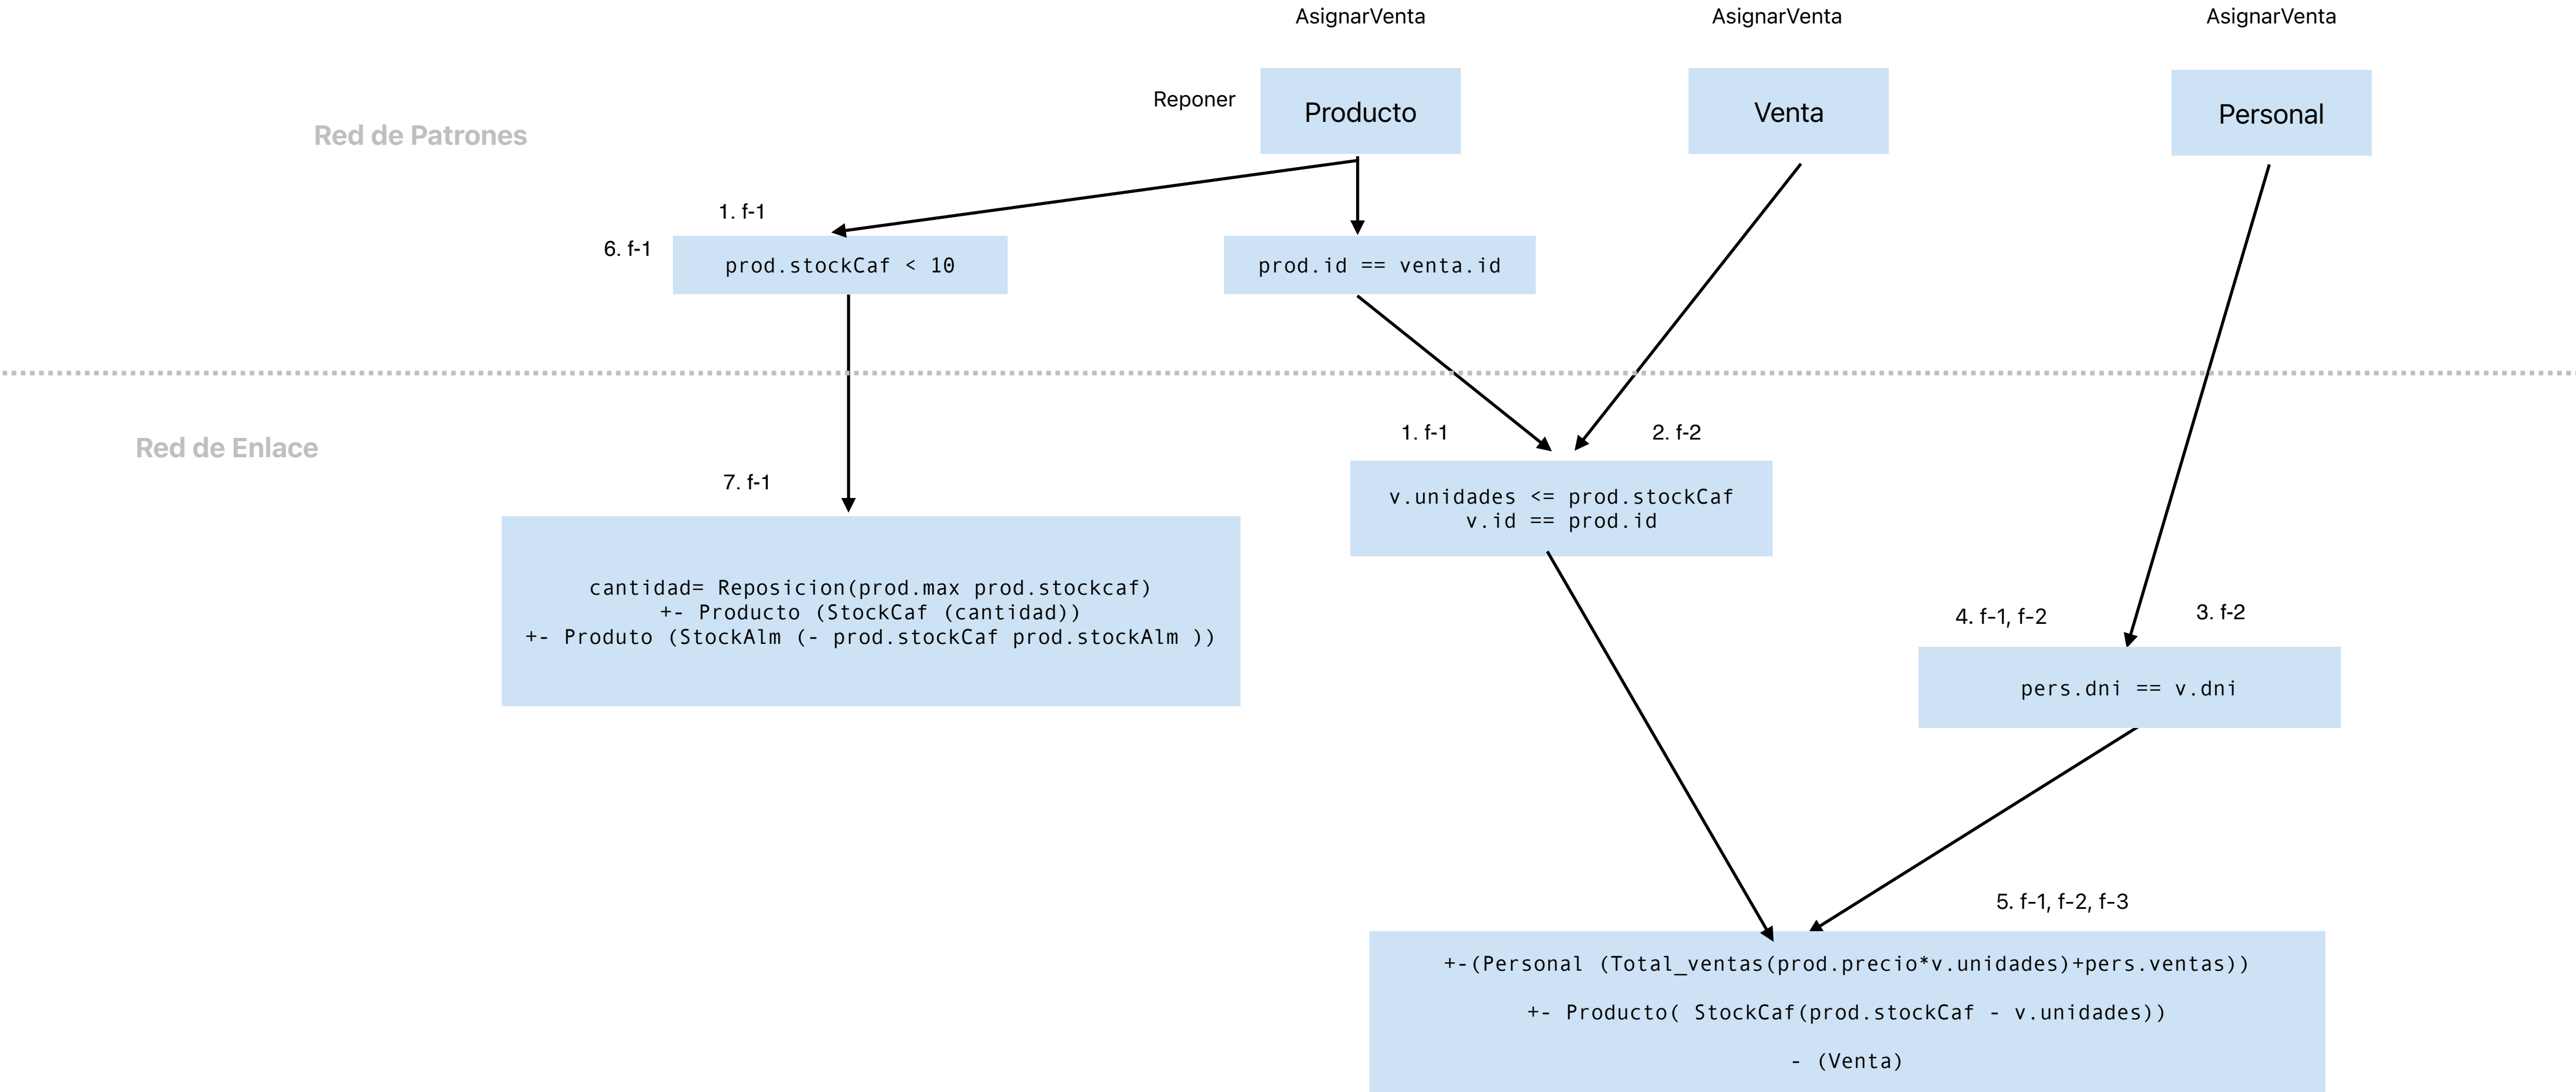 AsignarVenta
AsignarVenta
AsignarVenta
Reponer
Producto
Venta
Personal
Red de Patrones
1. f-1
6. f-1
prod.stockCaf < 10
prod.id == venta.id
Red de Enlace
1. f-1
2. f-2
7. f-1
v.unidades <= prod.stockCaf
v.id == prod.id
cantidad= Reposicion(prod.max prod.stockcaf)
+- Producto (StockCaf (cantidad))
+- Produto (StockAlm (- prod.stockCaf prod.stockAlm ))
4. f-1, f-2
3. f-2
pers.dni == v.dni
5. f-1, f-2, f-3
+-(Personal (Total_ventas(prod.precio*v.unidades)+pers.ventas))
+- Producto( StockCaf(prod.stockCaf - v.unidades))
- (Venta)